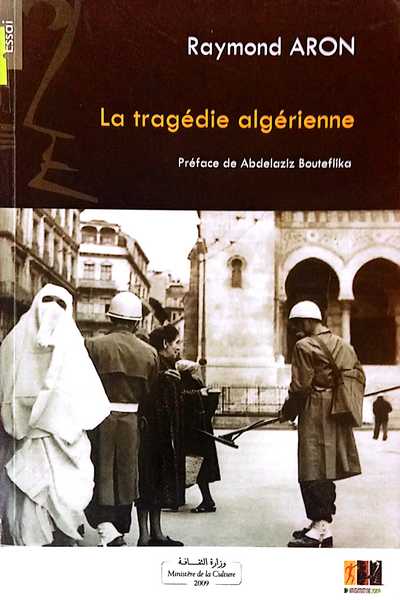 Essai
Raymond ARON
La tragédie algérienne
Préface de Abdelaziz Bouteflika
وزارة الثقافة
Ministère de la Culture
2009